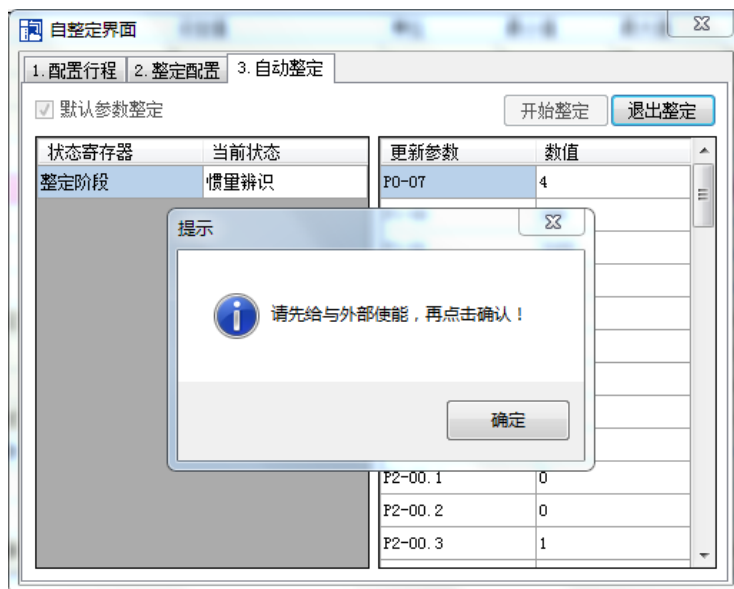 自整定界面
1.配置行程 2.整定配置 3.自动整定
默认参数整定 开始整定 退出整定
状态寄存器 当前状态 更新参数 数值
整定阶段 惯量辨识 P0-07 4
提示
请先给与外部使能，再点击确认！
确定
P2-00.1 0
P2-00.2 0
P2-00.3 1